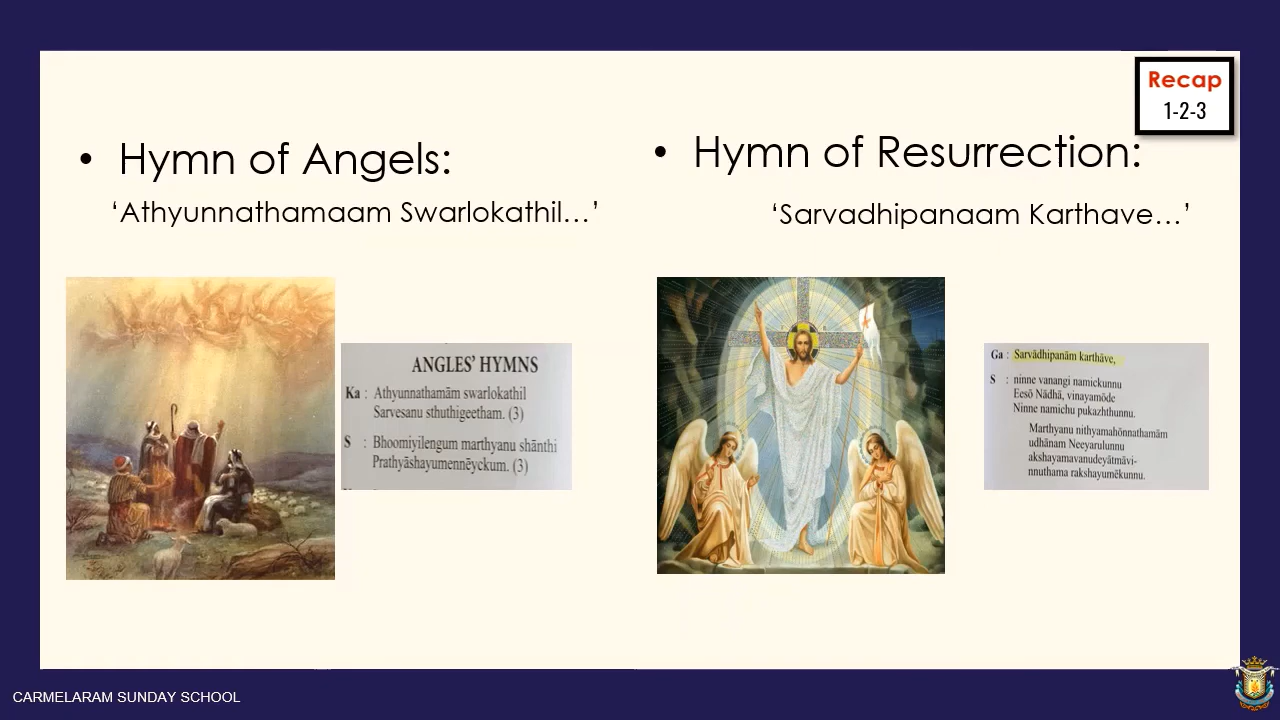 Recap
1-2-3
• Hymn of Angels:
‘Athyunnathamaam Swarlokathil...’
• Hymn of Resurrection:
‘Sarvadhipanaam Karthave...’
ANGLES’ HYMNS
Ka : Athyunnathamām swarlokathil
Sarvesanu sthuthigeetham. (3)
S : Bhoomiyilengum marthyanu shānthi
Prathyāshayumennēyckum. (3)
Ga : Sarvādhipanām karthāve,
S : ninne vanangi namickunnu
Eesō Nādhā, vinayamōde
Ninne namichu pukazhthunnu.
Marthyanu nithyamahōnnathamām
udhānam Neeyarulunnu
akshayamavanudeyātmāvi-
nnuthama rakshayumēkunnu.
CARMELARAM SUNDAY SCHOOL